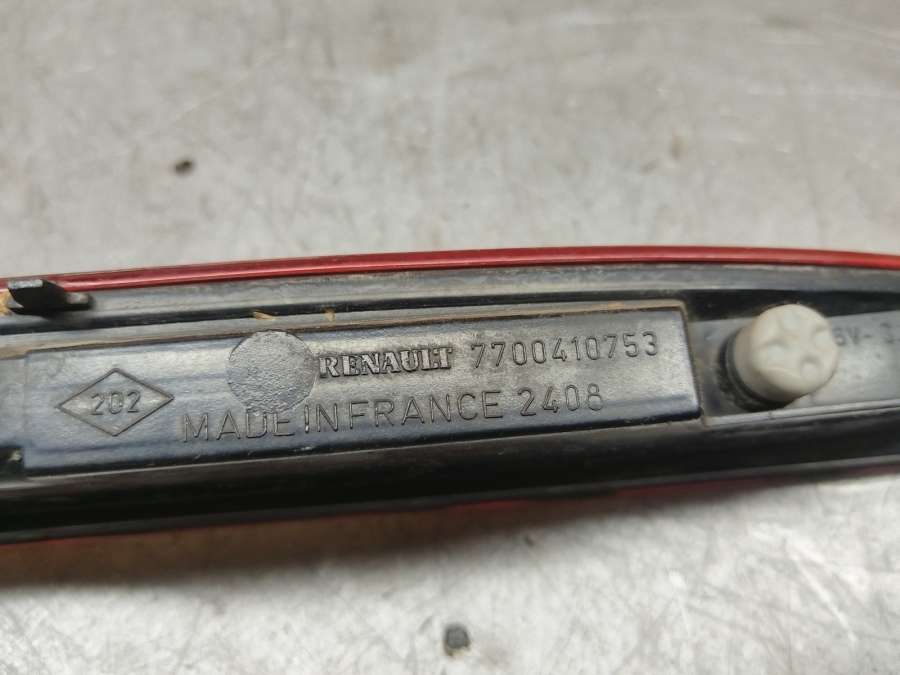 RENAULT 7700410753
202
MADE IN FRANCE 2408